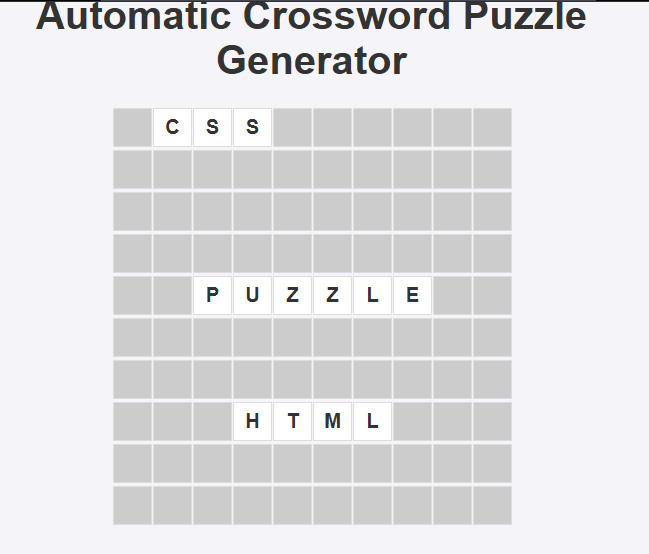 Automatic Crossword Puzzle
Generator
C S S
P U Z Z L E
H T M L